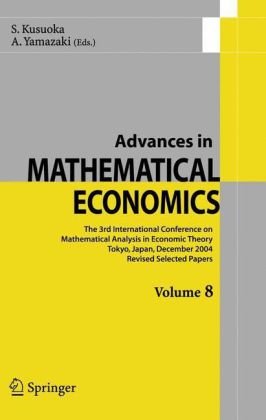 S. Kusuoka
A. Yamazaki (Eds.)
Advances in
MATHEMATICAL
ECONOMICS
The 3rd International Conference on
Mathematical Analysis in Economic Theory
Tokyo, Japan, December 2004
Revised Selected Papers
Volume 8
Springer